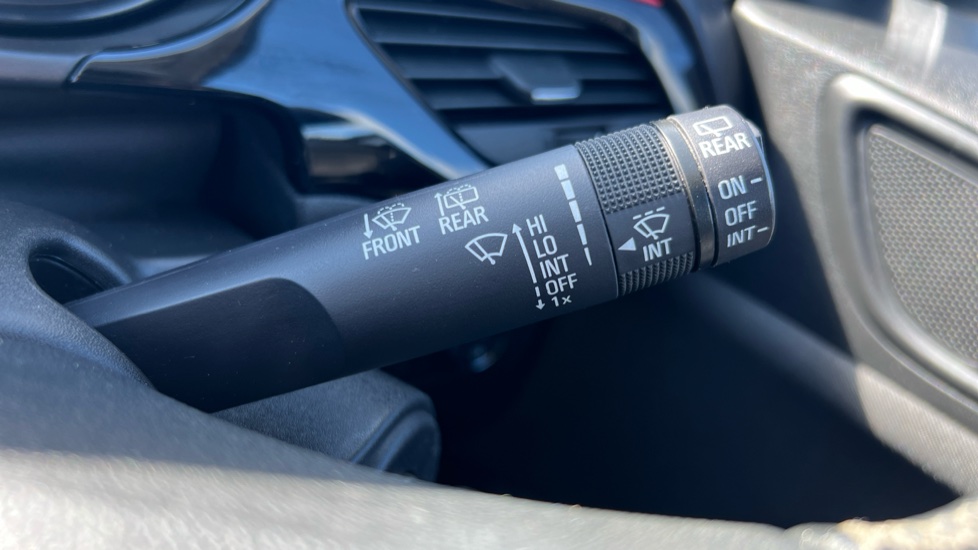 FRONT
REAR
HI
LO
INT
OFF
1x
INT
REAR
ON
OFF
INT